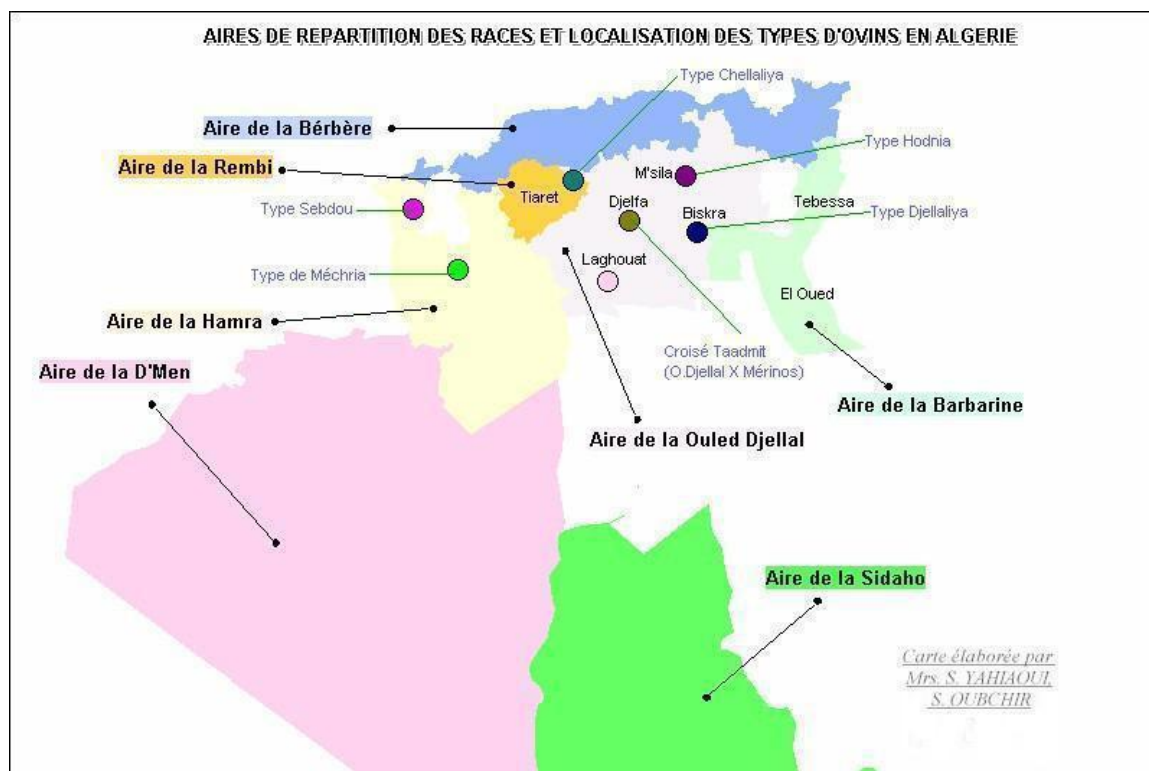 AIRES DE REPARTITION DES RACES ET LOCALISATION DES TYPES D'OVINS EN ALGERIE
Type Chellaliya
Aire de la Bérbère
Type Hodnia
Aire de la Rembi
M'sila
Tiaret
Djelfa
Biskra
Tebessa
Type Sebdou
Type Djellaliya
Laghouat
Type de Méchria
El Oued
Aire de la Hamra
Croisé Taadmit
(O.Djellal X Mérinos)
Aire de la D'Men
Aire de la Barbarine
Aire de la Ouled Djellal
Aire de la Sidaho
Carte élaborée par
Mrs. S. YAHIAOUI,
S. OUBCHIR